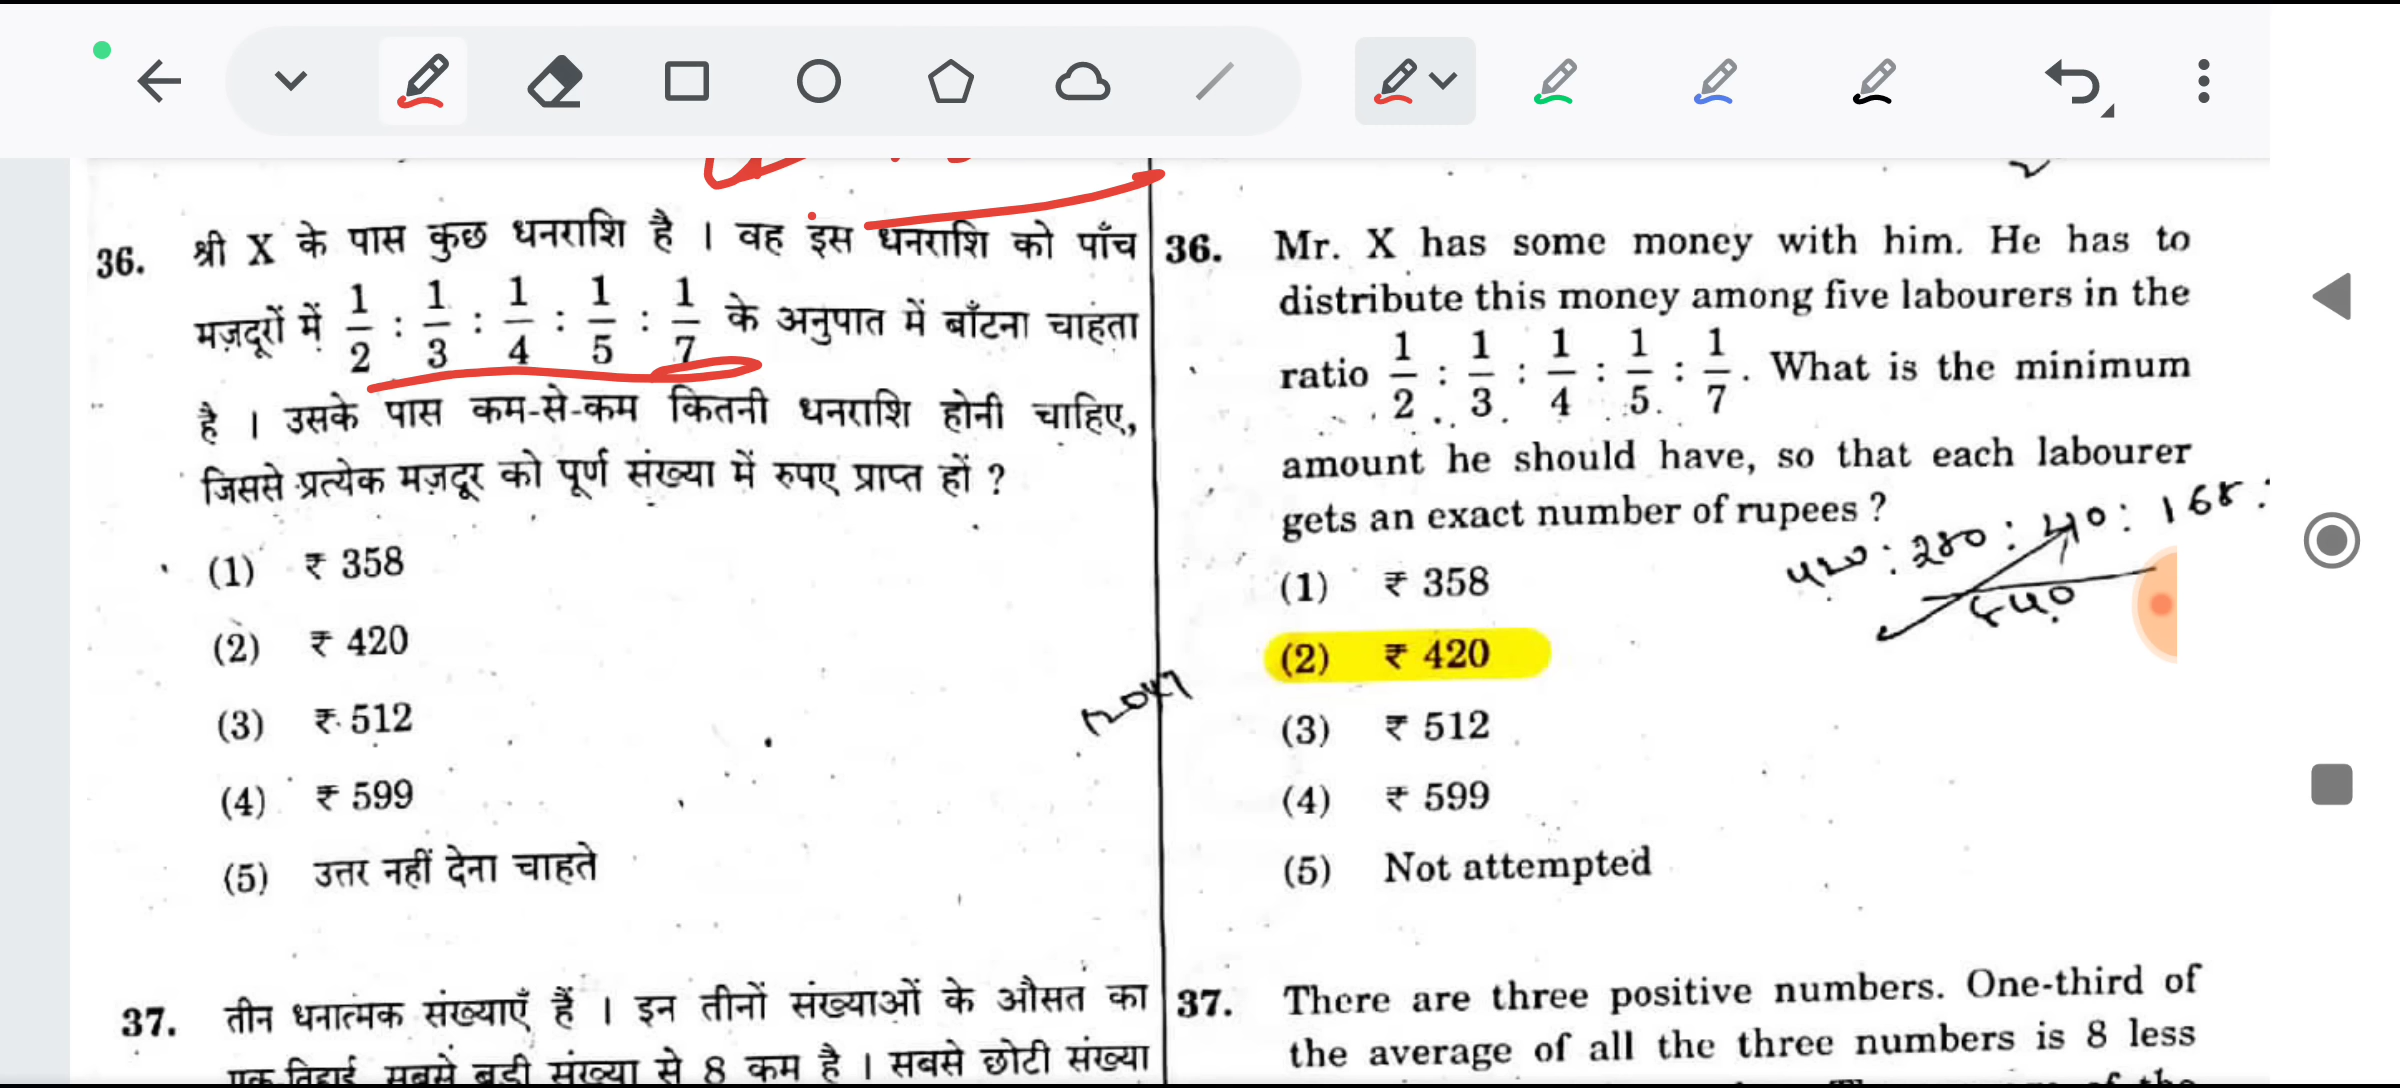 36. श्री X के पास कुछ धनराशि है । वह इस धनराशि को पाँच
मज़दूरों में 1/2 : 1/3 : 1/4 : 1/5 : 1/7 के अनुपात में बाँटना चाहता
है । उसके पास कम-से-कम कितनी धनराशि होनी चाहिए,
जिससे प्रत्येक मज़दूर को पूर्ण संख्या में रुपए प्राप्त हों ?
(1) ₹ 358
(2) ₹ 420
(3) ₹ 512
(4) ₹ 599
(5) उत्तर नहीं देना चाहते
37. तीन धनात्मक संख्याएँ हैं । इन तीनों संख्याओं के औसत का
एक तिहाई, सबसे बड़ी संख्या से 8 कम है । सबसे छोटी संख्या
36. Mr. X has some money with him. He has to
distribute this money among five labourers in the
ratio 1/2 : 1/3 : 1/4 : 1/5 : 1/7. What is the minimum
amount he should have, so that each labourer
gets an exact number of rupees ?
420 : 280 : 210 : 168 :
840
(1) ₹ 358
(2) ₹ 420
(3) ₹ 512
(4) ₹ 599
(5) Not attempted
37. There are three positive numbers. One-third of
the average of all the three numbers is 8 less